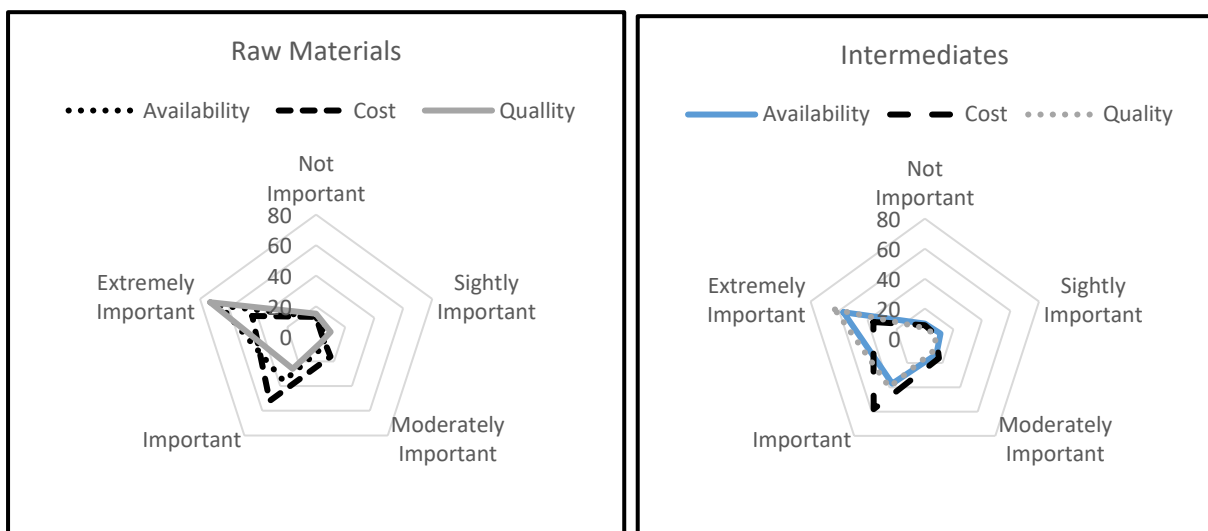 Raw Materials
Availability Cost Quallity
Not
Important
80
60
40
20
0
Extremely
Important
Sightly
Important
Important
Moderately
Important
Intermediates
Availability Cost Quality
Not
Important
80
60
40
20
0
Extremely
Important
Sightly
Important
Important
Moderately
Important